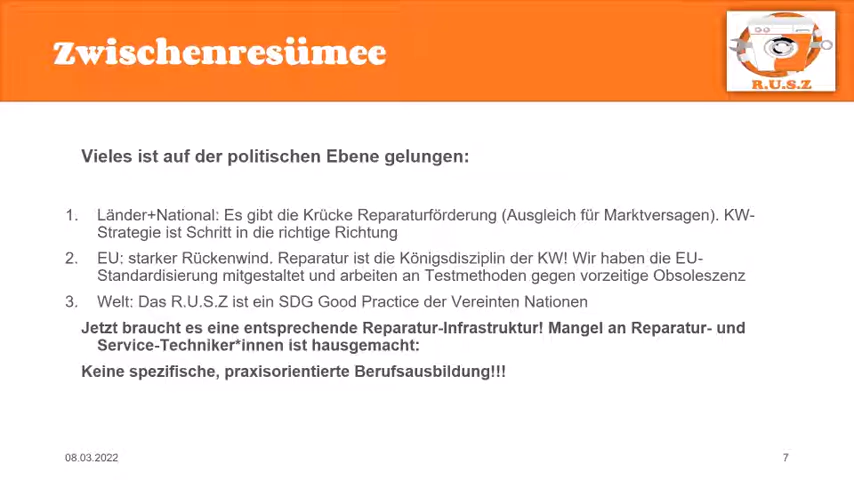 Zwischenresümee
R.U.S.Z
Vieles ist auf der politischen Ebene gelungen:
1. Länder+National: Es gibt die Krücke Reparaturförderung (Ausgleich für Marktversagen). KW-
Strategie ist Schritt in die richtige Richtung
2. EU: starker Rückenwind. Reparatur ist die Königsdisziplin der KW! Wir haben die EU-
Standardisierung mitgestaltet und arbeiten an Testmethoden gegen vorzeitige Obsoleszenz
3. Welt: Das R.U.S.Z ist ein SDG Good Practice der Vereinten Nationen
Jetzt braucht es eine entsprechende Reparatur-Infrastruktur! Mangel an Reparatur- und
Service-Techniker*innen ist hausgemacht:
Keine spezifische, praxisorientierte Berufsausbildung!!!
08.03.2022
7